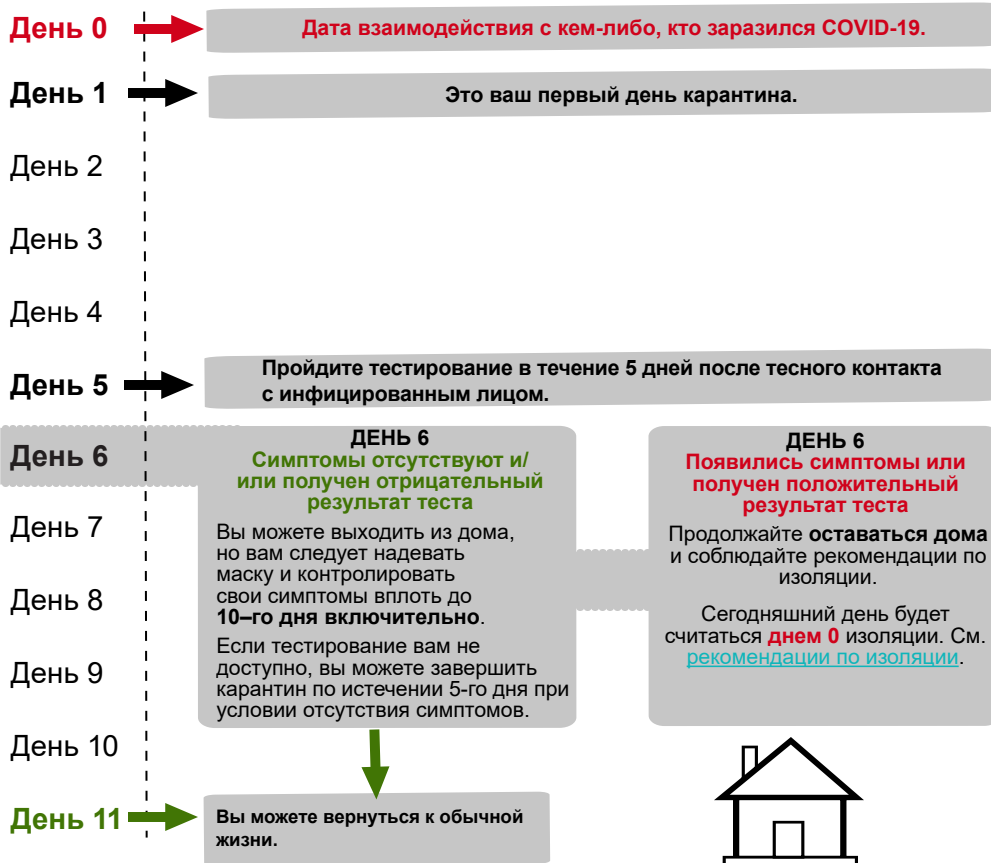 День 0
Дата взаимодействия с кем-либо, кто заразился COVID-19.
День 1
Это ваш первый день карантина.
День 2
День 3
День 4
День 5
Пройдите тестирование в течение 5 дней после тесного контакта
с инфицированным лицом.
День 6
ДЕНЬ 6
Симптомы отсутствуют и/
или получен отрицательный
результат теста
Вы можете выходить из дома,
но вам следует надевать
маску и контролировать
свои симптомы вплоть до
10–го дня включительно.
Если тестирование вам не
доступно, вы можете завершить
карантин по истечении 5-го дня при
условии отсутствия симптомов.
ДЕНЬ 6
Появились симптомы или
получен положительный
результат теста
Продолжайте оставаться дома
и соблюдайте рекомендации по
изоляции.
Сегодняшний день будет
считаться днем 0 изоляции. См.
рекомендации по изоляции.
День 7
День 8
День 9
День 10
День 11
Вы можете вернуться к обычной
жизни.